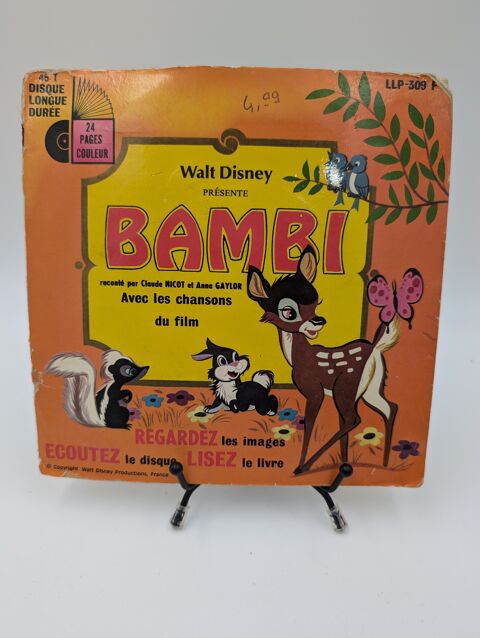 45 T
DISQUE
LONGUE
DURÉE
24
PAGES
COULEUR
LLP-309 F
4,99
Walt Disney
PRÉSENTE
BAMBI
raconté par Claude NICOT et Anne GAYLOR
Avec les chansons
du film
REGARDEZ les images
ECOUTEZ le disque LISEZ le livre
© Copyright Walt Disney Productions, France